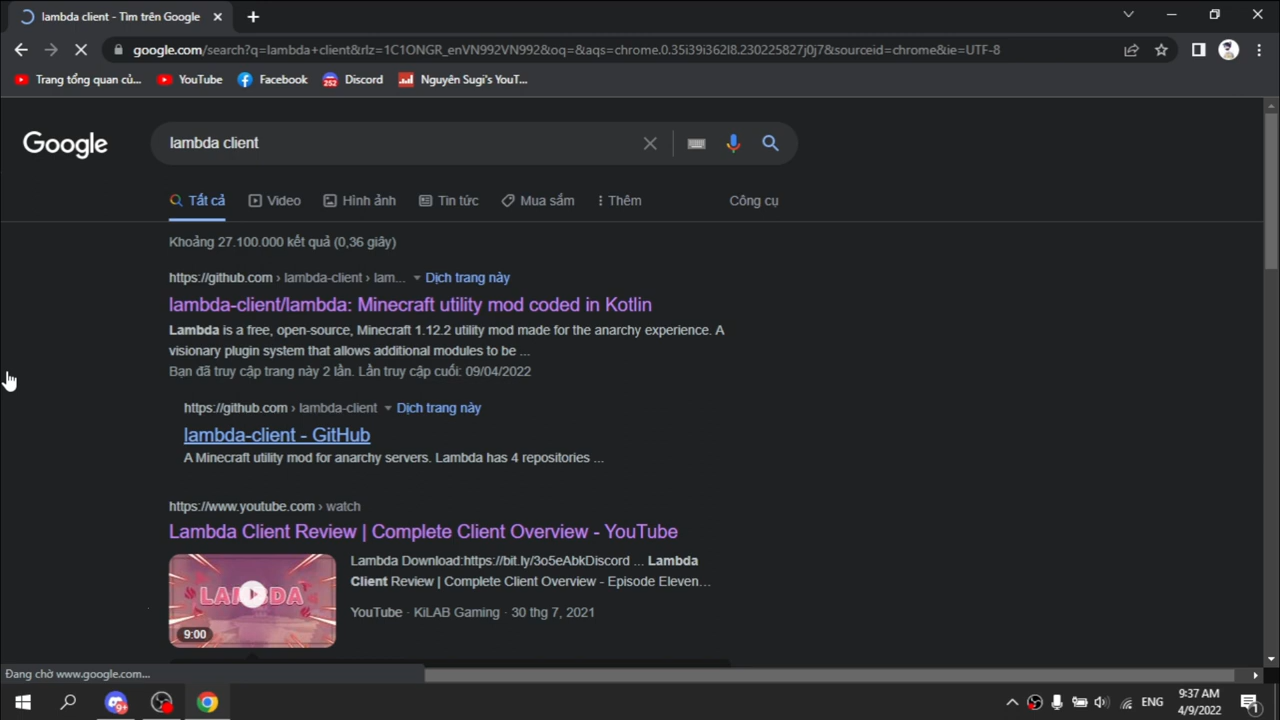 lambda client - Tìm trên Google
google.com/search?q=lambda+client&rlz=1C1ONGR_enVN992VN992&oq=&aqs=chrome.0.35i39i362l8.230225827j0j7&sourceid=chrome&ie=UTF-8
Trang tổng quan củ... YouTube Facebook 252 Discord Nguyên Sugi's YouT...
Google lambda client
Tất cả Video Hình ảnh Tin tức Mua sắm Thêm Công cụ
Khoảng 27.100.000 kết quả (0,36 giây)
https://github.com › lambda-client › lam... Dịch trang này
lambda-client/lambda: Minecraft utility mod coded in Kotlin
Lambda is a free, open-source, Minecraft 1.12.2 utility mod made for the anarchy experience. A
visionary plugin system that allows additional modules to be ...
Bạn đã truy cập trang này 2 lần. Lần truy cập cuối: 09/04/2022
https://github.com › lambda-client Dịch trang này
lambda-client - GitHub
A Minecraft utility mod for anarchy servers. Lambda has 4 repositories ...
https://www.youtube.com › watch
Lambda Client Review | Complete Client Overview - YouTube
LAMBDA
9:00
Lambda Download:https://bit.ly/3o5eAbkDiscord ... Lambda
Client Review | Complete Client Overview - Episode Eleven...
YouTube · KiLAB Gaming · 30 thg 7, 2021
Đang chờ www.google.com...
9+
ENG
9:37 AM
4/9/2022
1